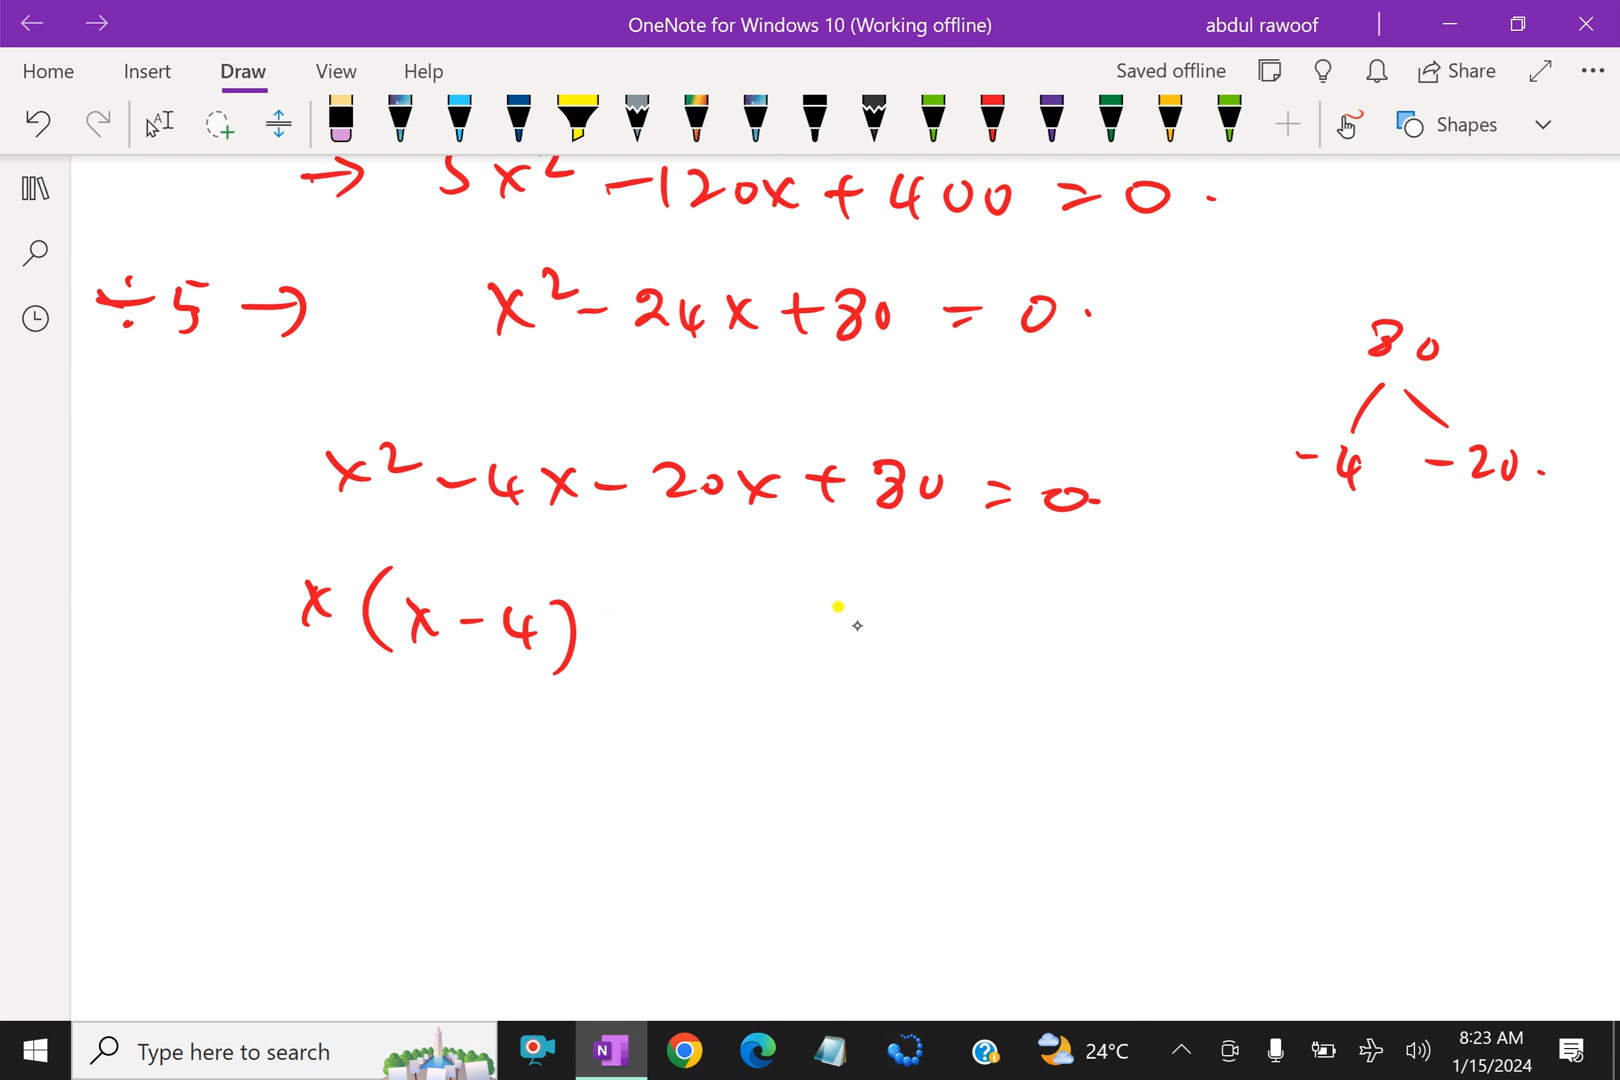 OneNote for Windows 10 (Working offline)
abdul rawoof
Home Insert Draw View Help
Saved offline
Share
Shapes
→ 5x² -120x + 400 = 0.
÷5 → x² - 24x + 80 = 0.
80
-4 -20.
x² - 4x - 20x + 80 = 0.
x (x - 4)
Type here to search
24°C
8:23 AM
1/15/2024